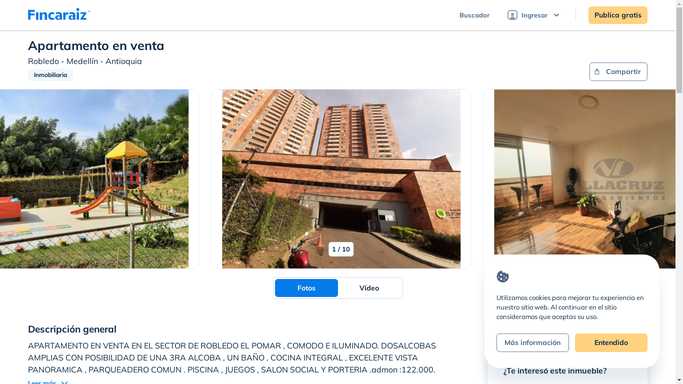 Fincaraiz
Buscador
Ingresar
Publica gratis
Apartamento en venta
Robledo - Medellín - Antioquia
Inmobiliaria
Compartir
1 / 10
Fotos
Video
Descripción general
APARTAMENTO EN VENTA EN EL SECTOR DE ROBLEDO EL POMAR , COMODO E ILUMINADO. DOSALCOBAS
AMPLIAS CON POSIBILIDAD DE UNA 3RA ALCOBA , UN BAÑO , COCINA INTEGRAL , EXCELENTE VISTA
PANORAMICA , PARQUEADERO COMUN . PISCINA , JUEGOS , SALON SOCIAL Y PORTERIA .admon :122.000.
Leer más
Utilizamos cookies para mejorar tu experiencia en
nuestro sitio web. Al continuar en el sitio
consideramos que aceptas su uso.
Más información
Entendido
¿Te interesó este inmueble?